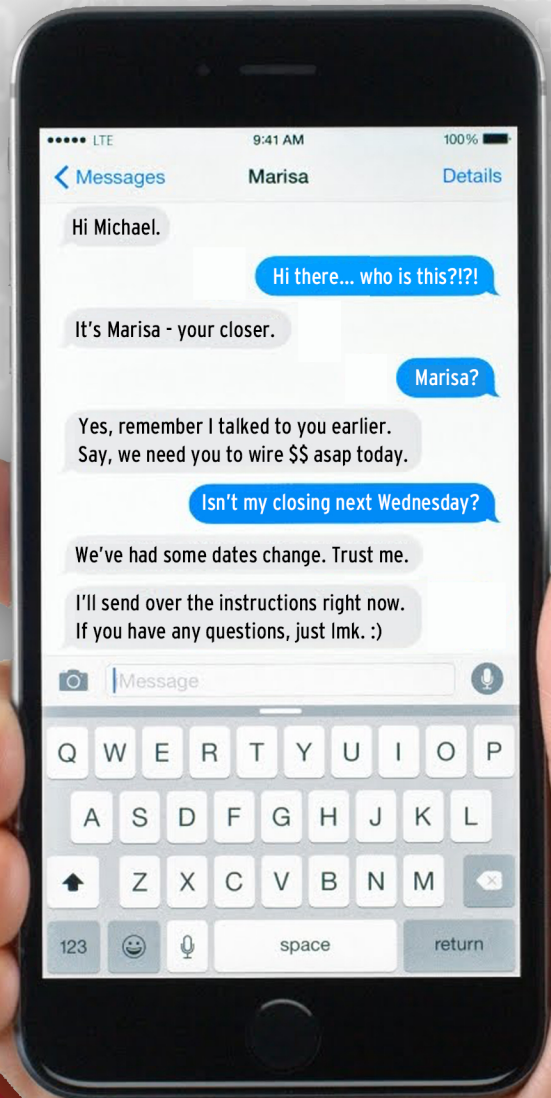 ●●●●● LTE 9:41 AM 100%
Messages Marisa Details
Hi Michael.
Hi there... who is this?!?!
It's Marisa - your closer.
Marisa?
Yes, remember I talked to you earlier.
Say, we need you to wire $$ asap today.
Isn't my closing next Wednesday?
We've had some dates change. Trust me.
I'll send over the instructions right now.
If you have any questions, just lmk. :)
iMessage
Q W E R T Y U I O P
A S D F G H J K L
Z X C V B N M
123 space return